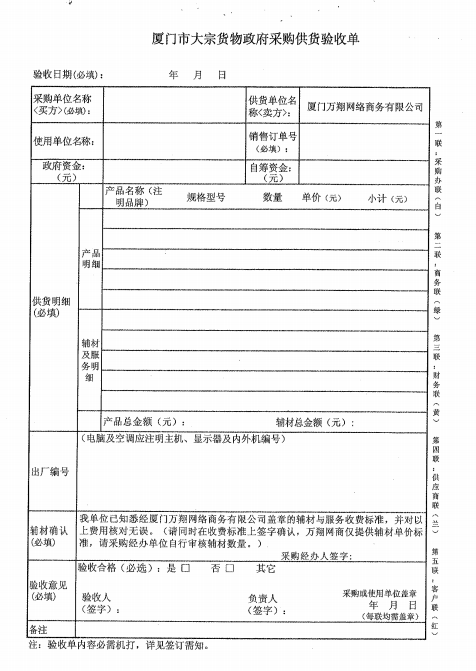 厦门市大宗货物政府采购供货验收单
验收日期(必填): 年 月 日
采购单位名称
<买方>(必填):
供货单位名
称<卖方>:
厦门万翔网络商务有限公司
使用单位名称:
销售订单号
(必填):
政府资金:
(元)
自筹资金:
(元)
供货明细
(必填)
产品名称(注
明品牌)
规格型号
数量
单价(元)
小计(元)
产品
明细
辅材
及服
务明
细
产品总金额(元): 辅材总金额(元):
出厂编号
(电脑及空调应注明主机、显示器及内外机编号)
辅材确认
(必填)
我单位已知悉经厦门万翔网络商务有限公司盖章的辅材与服务收费标准,并对以
上费用核对无误。(请同时在收费标准上签字确认,万翔网商仅提供辅材单价标
准,请采购经办单位自行审核辅材数量。)
采购经办人签字:
验收意见
(必填)
验收合格(必选):是 □ 否 □ 其它
验收人
(签字):
负责人
(签字):
采购或使用单位盖章
年 月 日
(每联均需盖章)
备注
注: 验收单内容必需机打,详见签订需知。
第一联:采购办联(白)
第二联:商务联(绿)
第三联:财务联(黄)
第四联:供应商联(兰)
第五联:客户联(红)